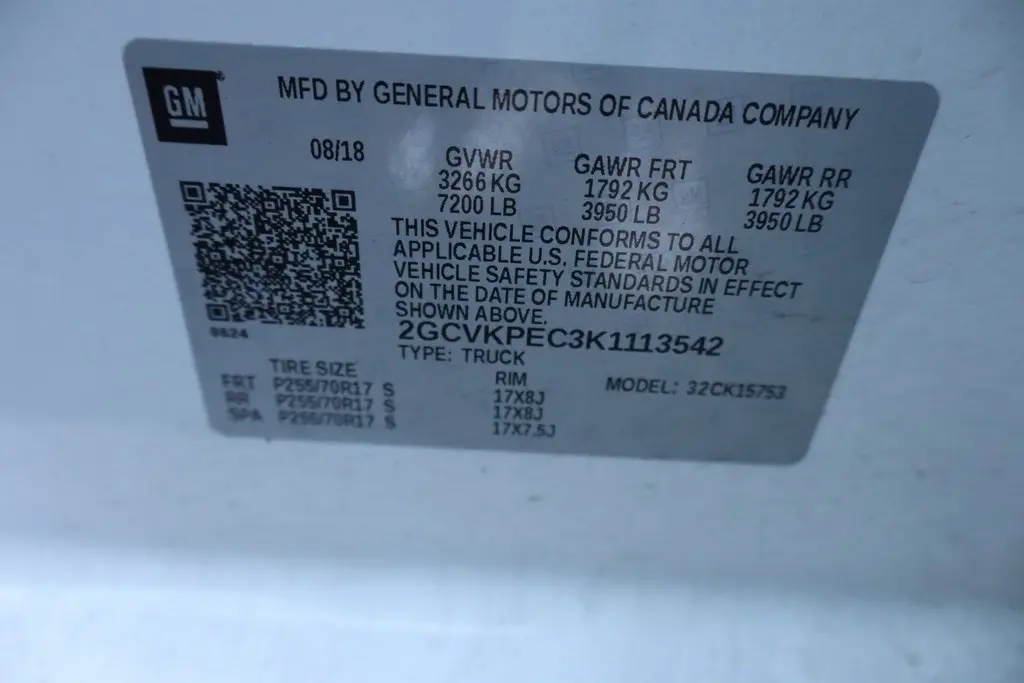 GM
MFD BY GENERAL MOTORS OF CANADA COMPANY
08/18
GVWR GAWR FRT GAWR RR
3266 KG 1792 KG 1792 KG
7200 LB 3950 LB 3950 LB
THIS VEHICLE CONFORMS TO ALL
APPLICABLE U.S. FEDERAL MOTOR
VEHICLE SAFETY STANDARDS IN EFFECT
ON THE DATE OF MANUFACTURE
SHOWN ABOVE.
2GCVKPEC3K1113542
TYPE: TRUCK
MODEL: 32CK15753
TIRE SIZE RIM
FRT P255/70R17 S 17X8J
RR P255/70R17 S 17X8J
SPA P255/70R17 S 17X7.5J